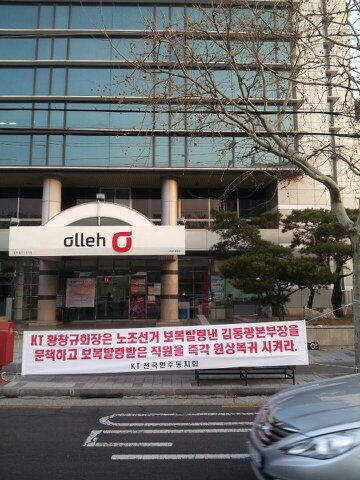 olleh
KT 황창규회장은 노조선거 보복발령낸 김동광본부장을
문책하고 보복발령받은 직원을 즉각 원상복귀 시켜라.
KT 전국민주동지회